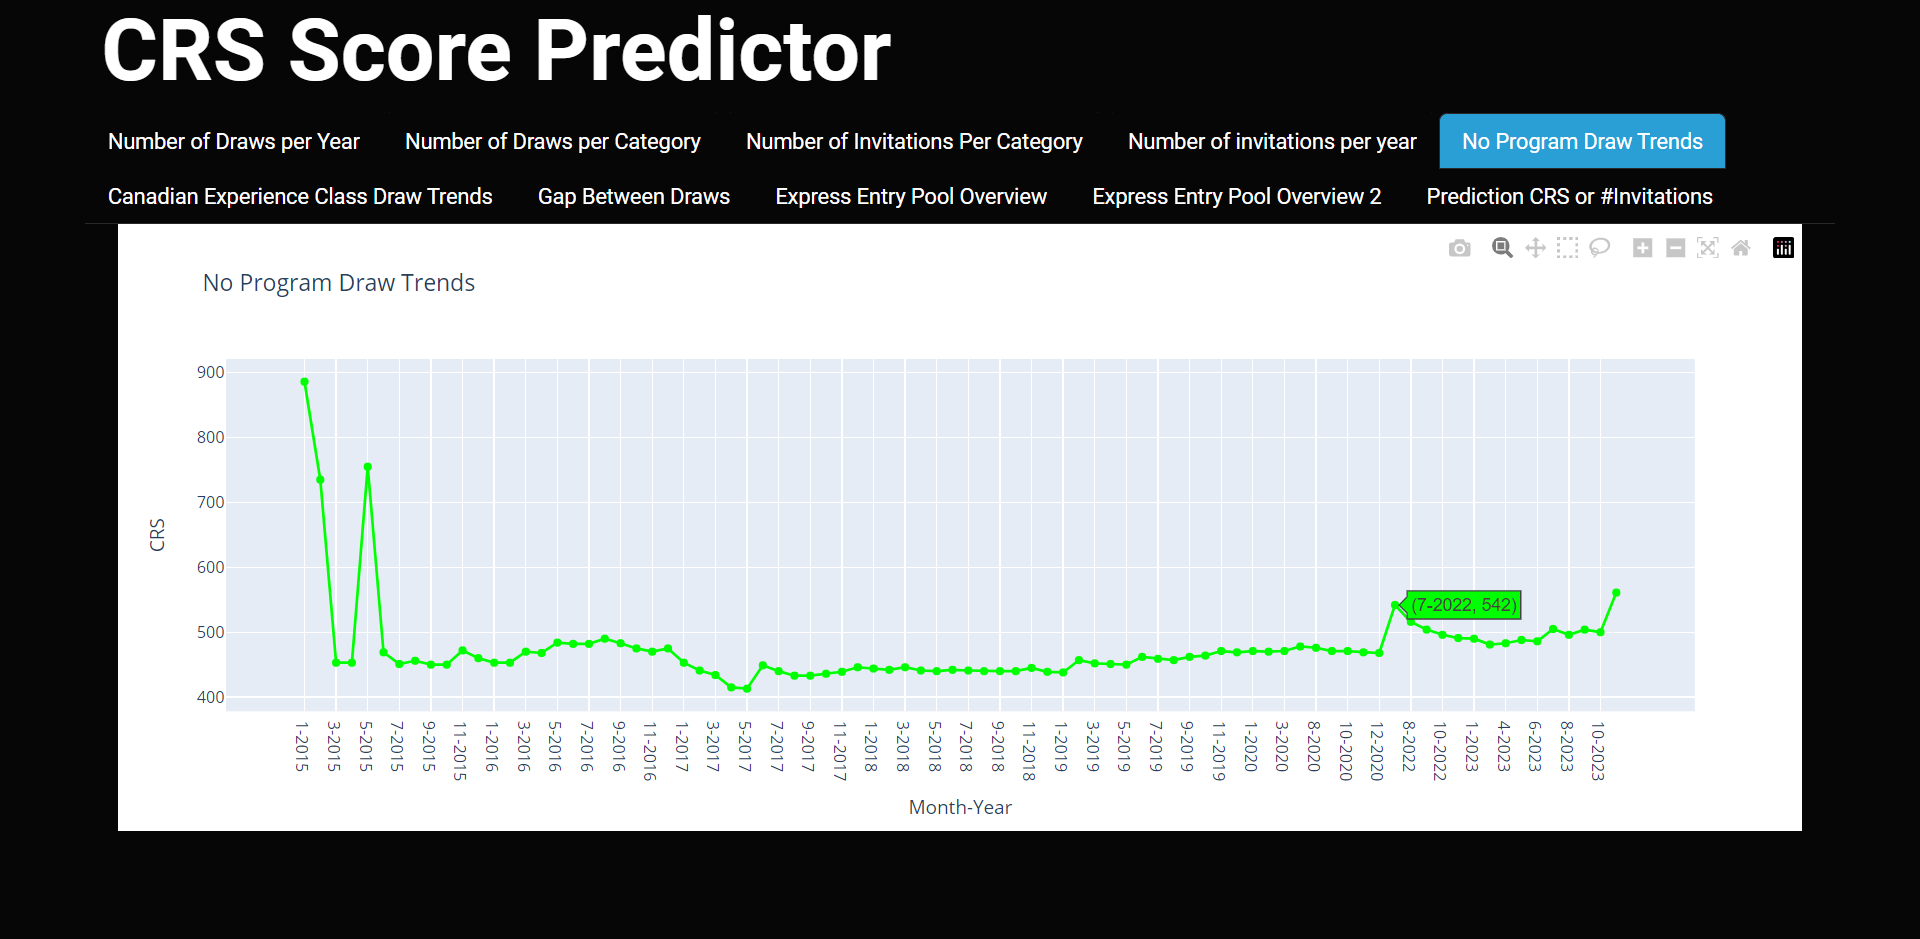 CRS Score Predictor
Number of Draws per Year Number of Draws per Category Number of Invitations Per Category Number of invitations per year No Program Draw Trends
Canadian Experience Class Draw Trends Gap Between Draws Express Entry Pool Overview Express Entry Pool Overview 2 Prediction CRS or #Invitations
No Program Draw Trends
900
800
700
600
500
400
CRS
(7-2022, 542)
1-2015 3-2015 5-2015 7-2015 9-2015 11-2015 1-2016 3-2016 5-2016 7-2016 9-2016 11-2016 1-2017 3-2017 5-2017 7-2017 9-2017 11-2017 1-2018 3-2018 5-2018 7-2018 9-2018 11-2018 1-2019 3-2019 5-2019 7-2019 9-2019 11-2019 1-2020 3-2020 8-2020 10-2020 12-2020 8-2022 10-2022 1-2023 4-2023 6-2023 8-2023 10-2023
Month-Year